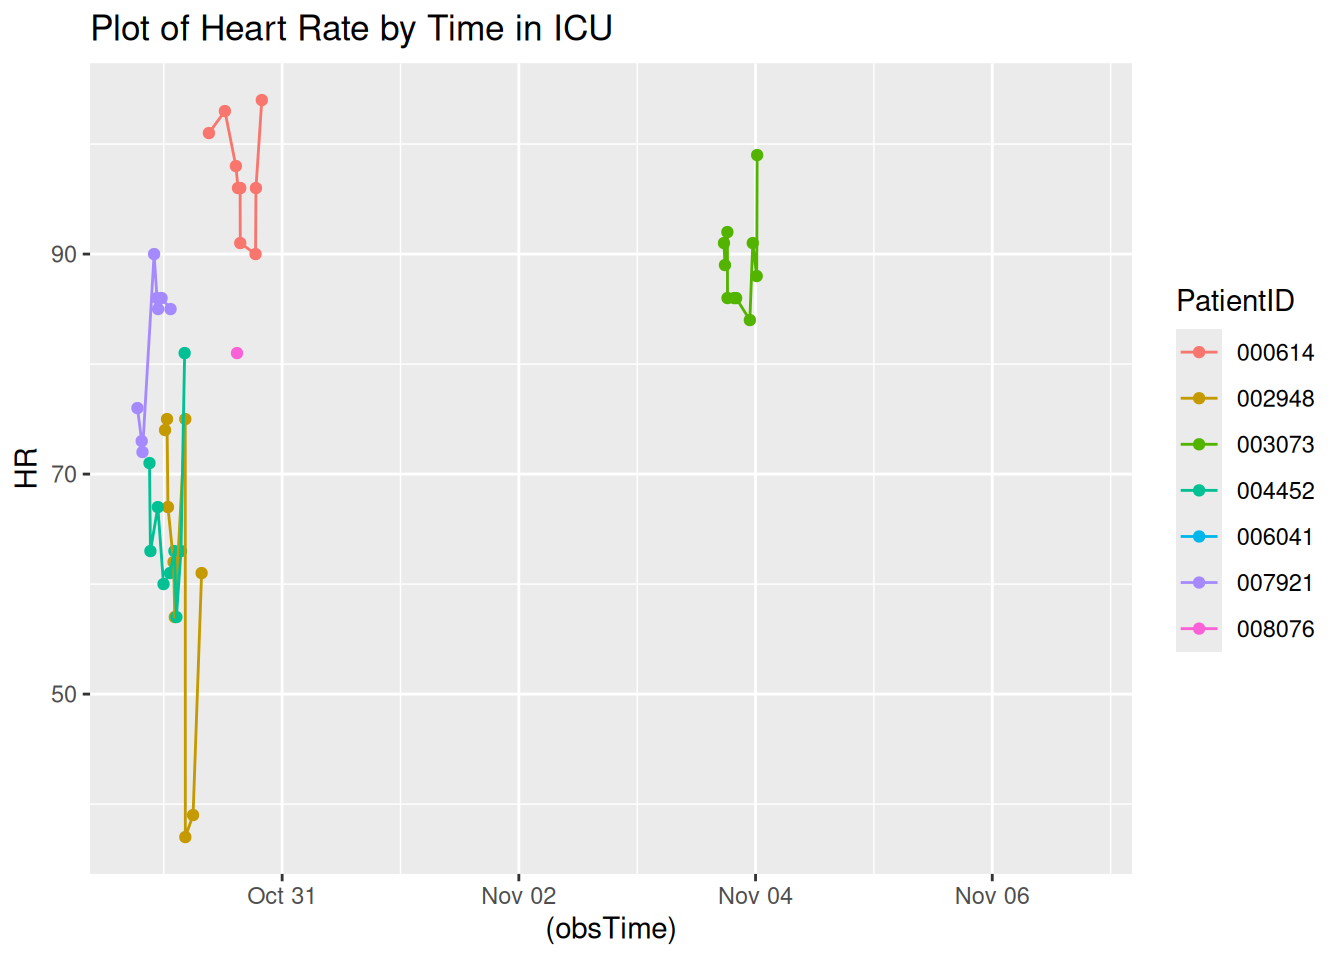 Plot of Heart Rate by Time in ICU
HR
90
70
50
Oct 31
Nov 02
Nov 04
Nov 06
(obsTime)
PatientID
000614
002948
003073
004452
006041
007921
008076